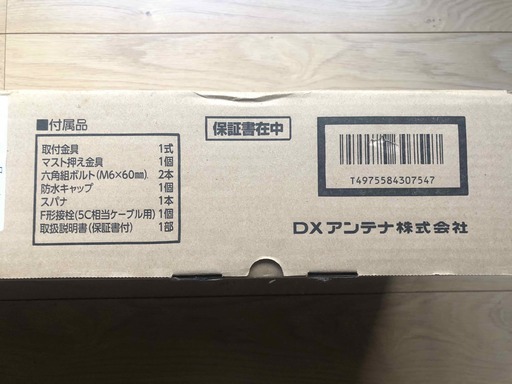 ■付属品
取付金具 1式
マスト押え金具 1個
六角組ボルト(M6×60mm) 2本
防水キャップ 1個
スパナ 1本
F形接栓(5C相当ケーブル用) 1個
取扱説明書(保証書付) 1部
保証書在中
T4975584307547
DXアンテナ株式会社